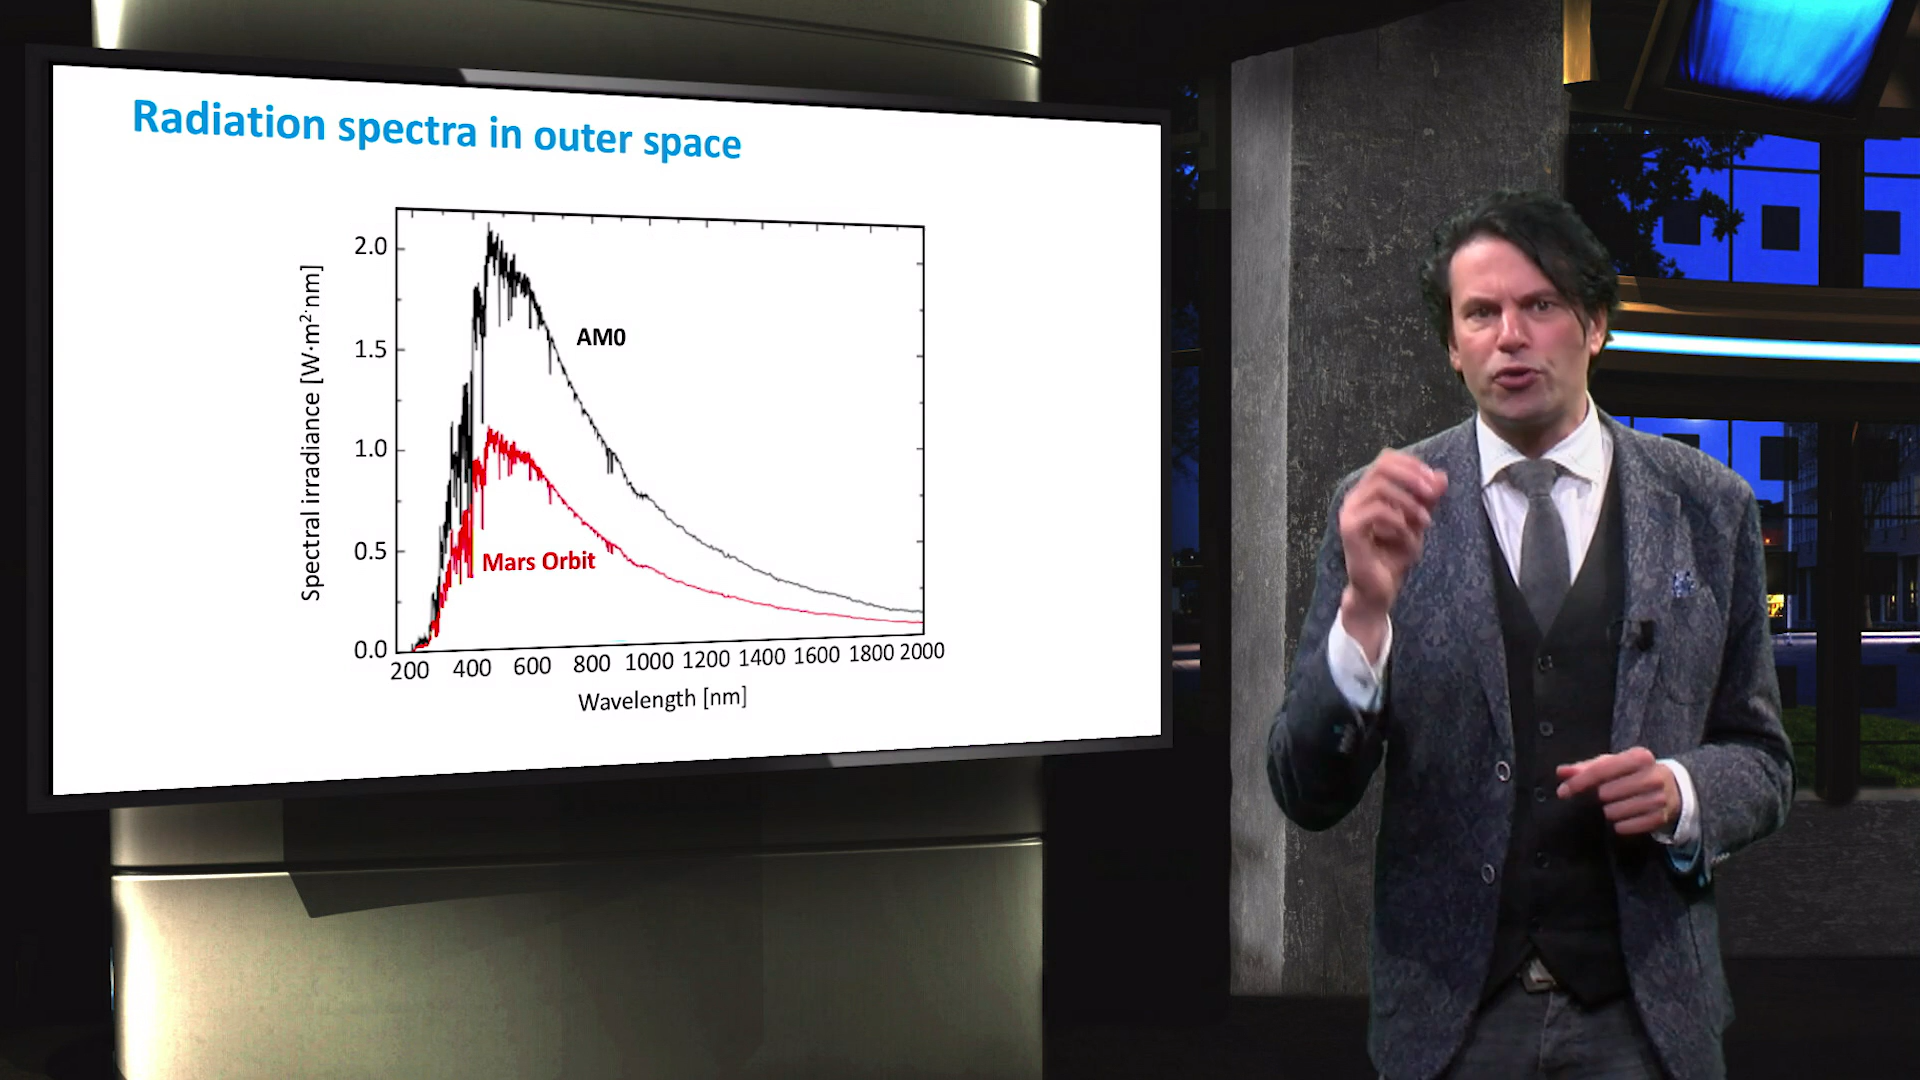 Radiation spectra in outer space
2.0
1.5
1.0
0.5
0.0
Spectral irradiance [W·m²·nm]
AM0
Mars Orbit
200 400 600 800 1000 1200 1400 1600 1800 2000
Wavelength [nm]